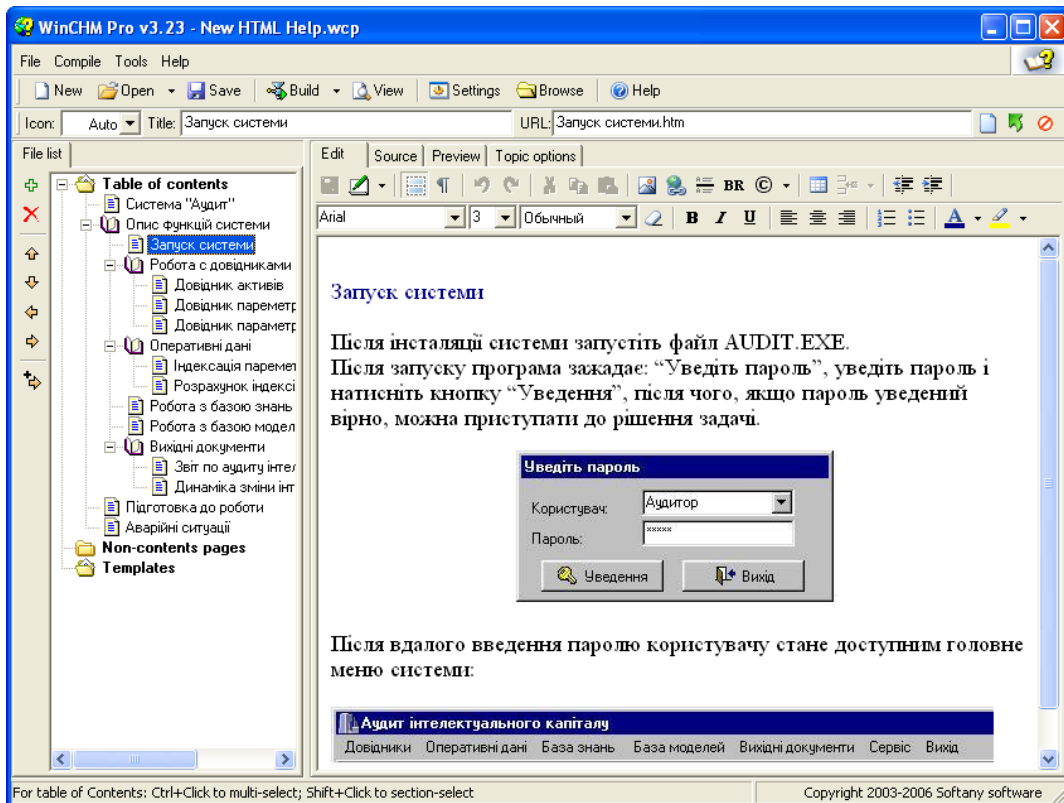 WinCHM Pro v3.23 - New HTML Help.wcp
File Compile Tools Help
New Open Save Build View Settings Browse Help
Icon: Auto Title: Запуск системи URL: Запуск системи.htm
File list
Edit Source Preview Topic options
BR ©
Arial 3 Обычный B I U A
Table of contents
Система "Аудит"
Опис функцій системи
Запуск системи
Робота с довідниками
Довідник активів
Довідник пареметр
Довідник параметр
Оперативні дані
Індексація паремет
Розрахунок індексі
Робота з базою знань
Робота з базою модел
Вихідні документи
Звіт по аудиту інтел
Динаміка зміни інт
Підготовка до роботи
Аварійні ситуації
Non-contents pages
Templates
Запуск системи
Після інсталяції системи запустіть файл AUDIT.EXE.
Після запуску програма зажадає: “Уведіть пароль”, уведіть пароль і
натисніть кнопку “Уведення”, після чого, якщо пароль уведений
вірно, можна приступати до рішення задачі.
Уведіть пароль
Користувач: Аудитор
Пароль: *****
Уведення Вихід
Після вдалого введення паролю користувачу стане доступним головне
меню системи:
Аудит інтелектуального капіталу
Довідники Оперативні дані База знань База моделей Вихідні документи Сервіс Вихід
For table of Contents: Ctrl+Click to multi-select; Shift+Click to section-select
Copyright 2003-2006 Softany software